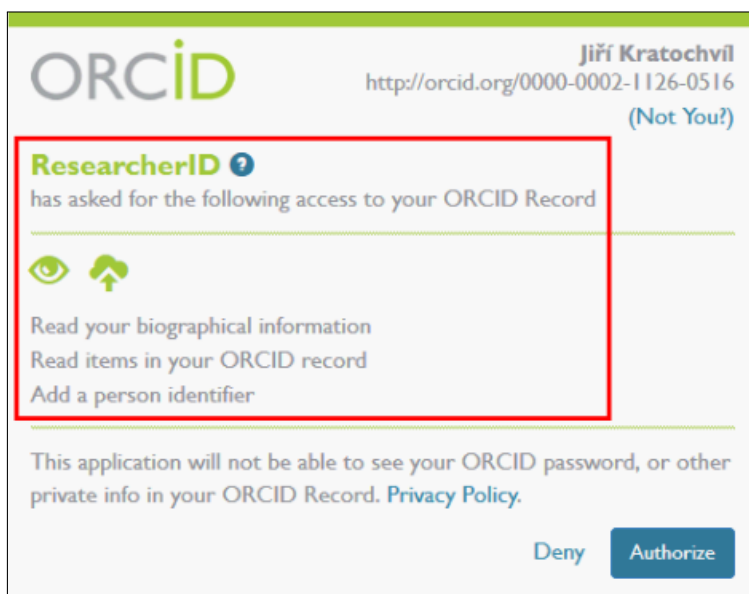 ORCiD
Jiří Kratochvíl
http://orcid.org/0000-0002-1126-0516
(Not You?)
ResearcherID ?
has asked for the following access to your ORCID Record
Read your biographical information
Read items in your ORCID record
Add a person identifier
This application will not be able to see your ORCID password, or other
private info in your ORCID Record. Privacy Policy.
Deny Authorize